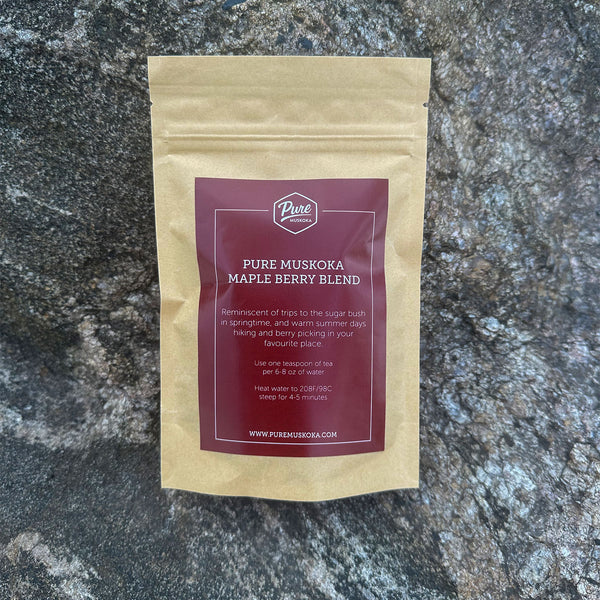 Pure
MUSKOKA
PURE MUSKOKA
MAPLE BERRY BLEND
Reminiscent of trips to the sugar bush
in springtime, and warm summer days
hiking and berry picking in your
favourite place.
Use one teaspoon of tea
per 6-8 oz of water
Heat water to 208F/98C
steep for 4-5 minutes
WWW.PUREMUSKOKA.COM